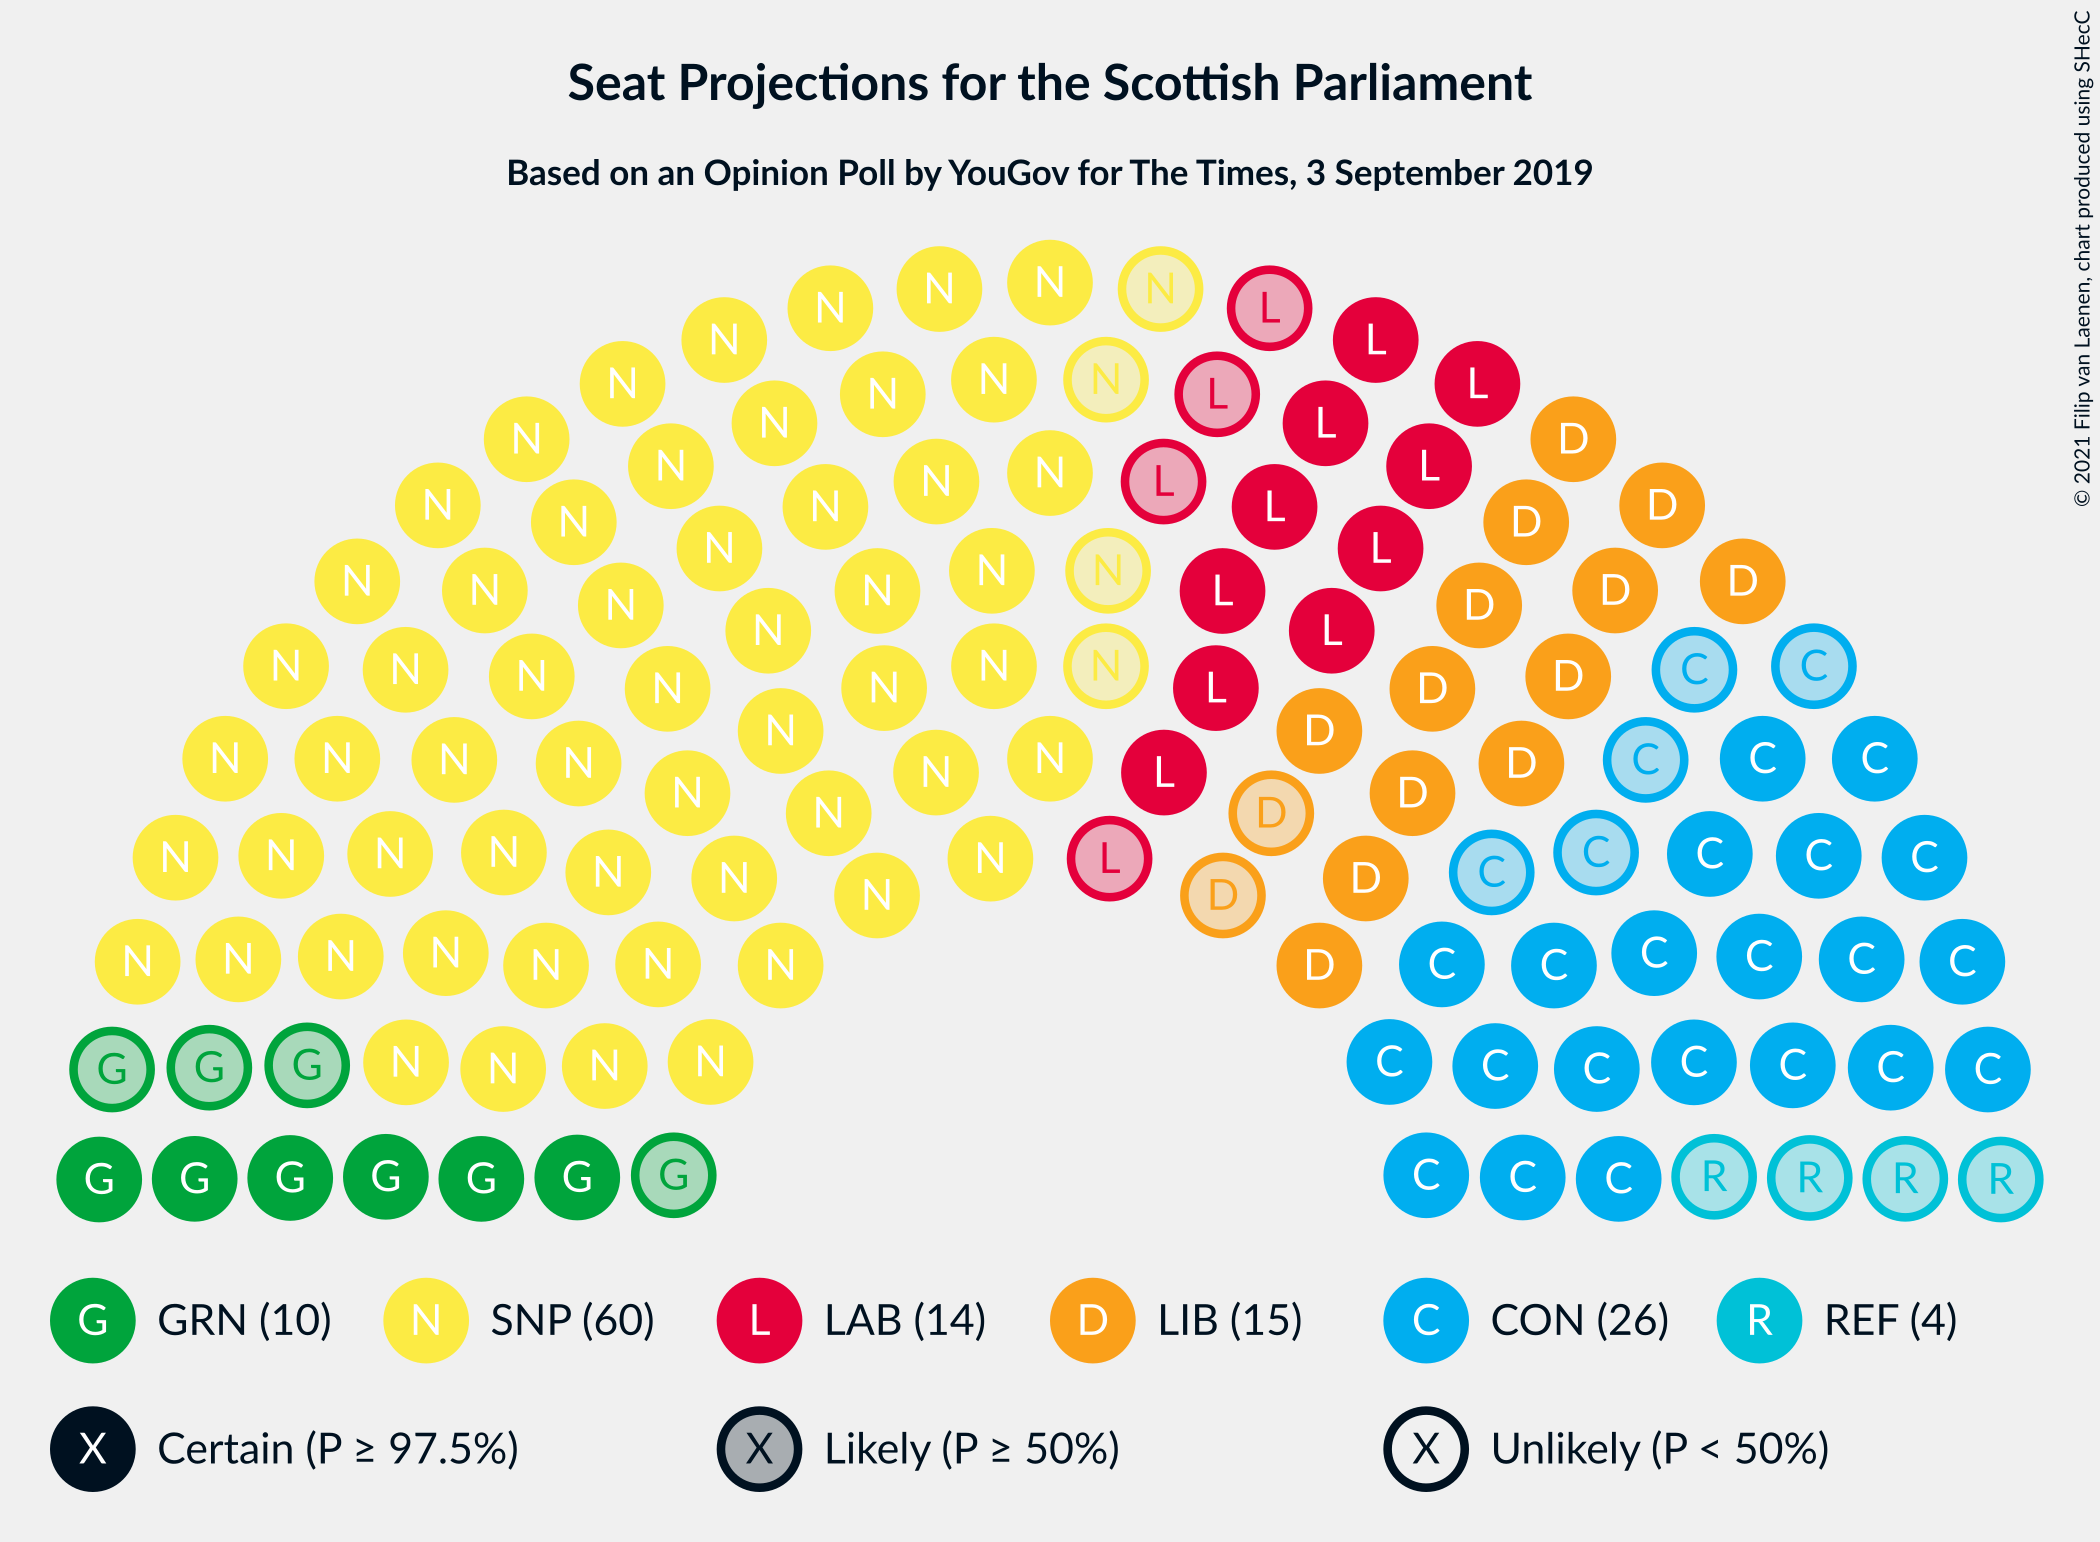 Seat Projections for the Scottish Parliament
Based on an Opinion Poll by YouGov for The Times, 3 September 2019
© 2021 Filip van Laenen, chart produced using SHecC
N N N
N L
N L
N N N N L L
N N L D
N N N L L
N N L D
N D
N L
N N N N N N L D D D
N L
N N N N N N N L D D C C
N D
N N N N N N N L D D C C C
N D
N N N N N N N N L D D C C C C C
N N N N N N N D C C C C C C
G G G N N N N C C C C C C C
G G G G G G G C C C R R R R
G GRN (10) N SNP (60) L LAB (14) D LIB (15) C CON (26) R REF (4)
X Certain (P ≥ 97.5%) X Likely (P ≥ 50%) X Unlikely (P < 50%)